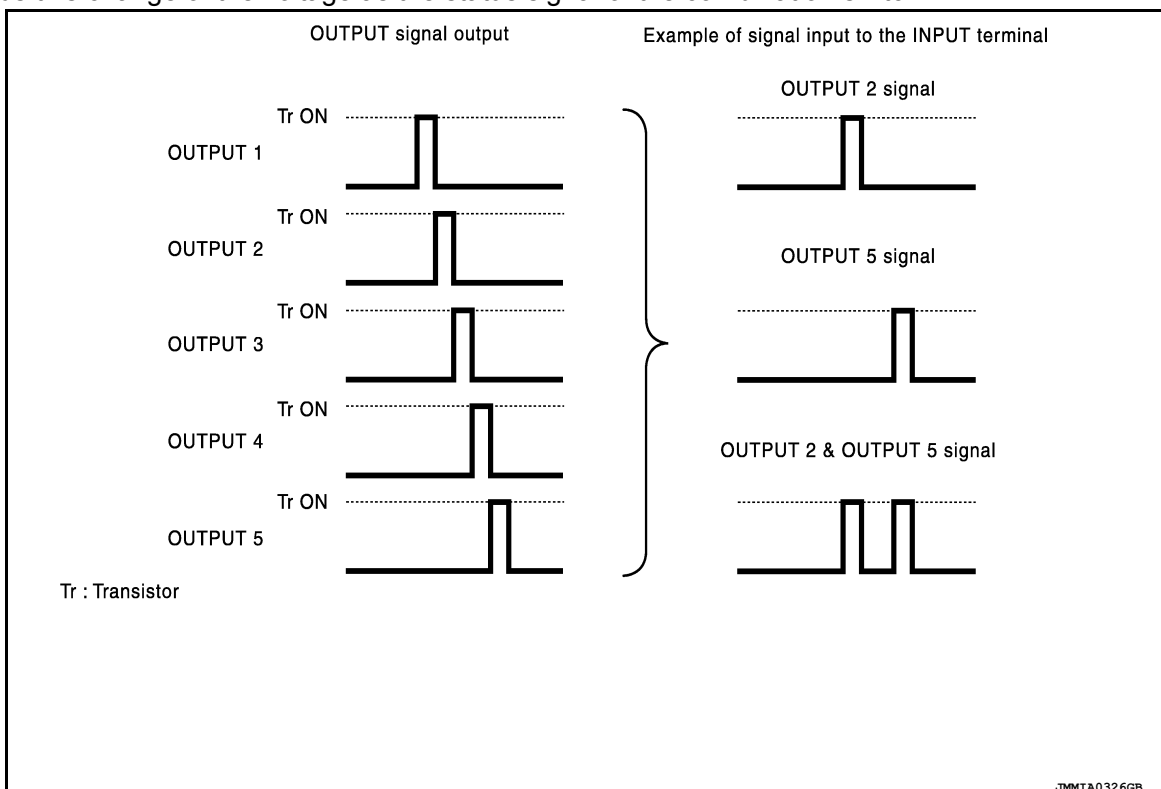 OUTPUT signal output
Example of signal input to the INPUT terminal
Tr ON
OUTPUT 1
Tr ON
OUTPUT 2
Tr ON
OUTPUT 3
Tr ON
OUTPUT 4
Tr ON
OUTPUT 5
Tr : Transistor
OUTPUT 2 signal
OUTPUT 5 signal
OUTPUT 2 & OUTPUT 5 signal
JMMIA0326GB